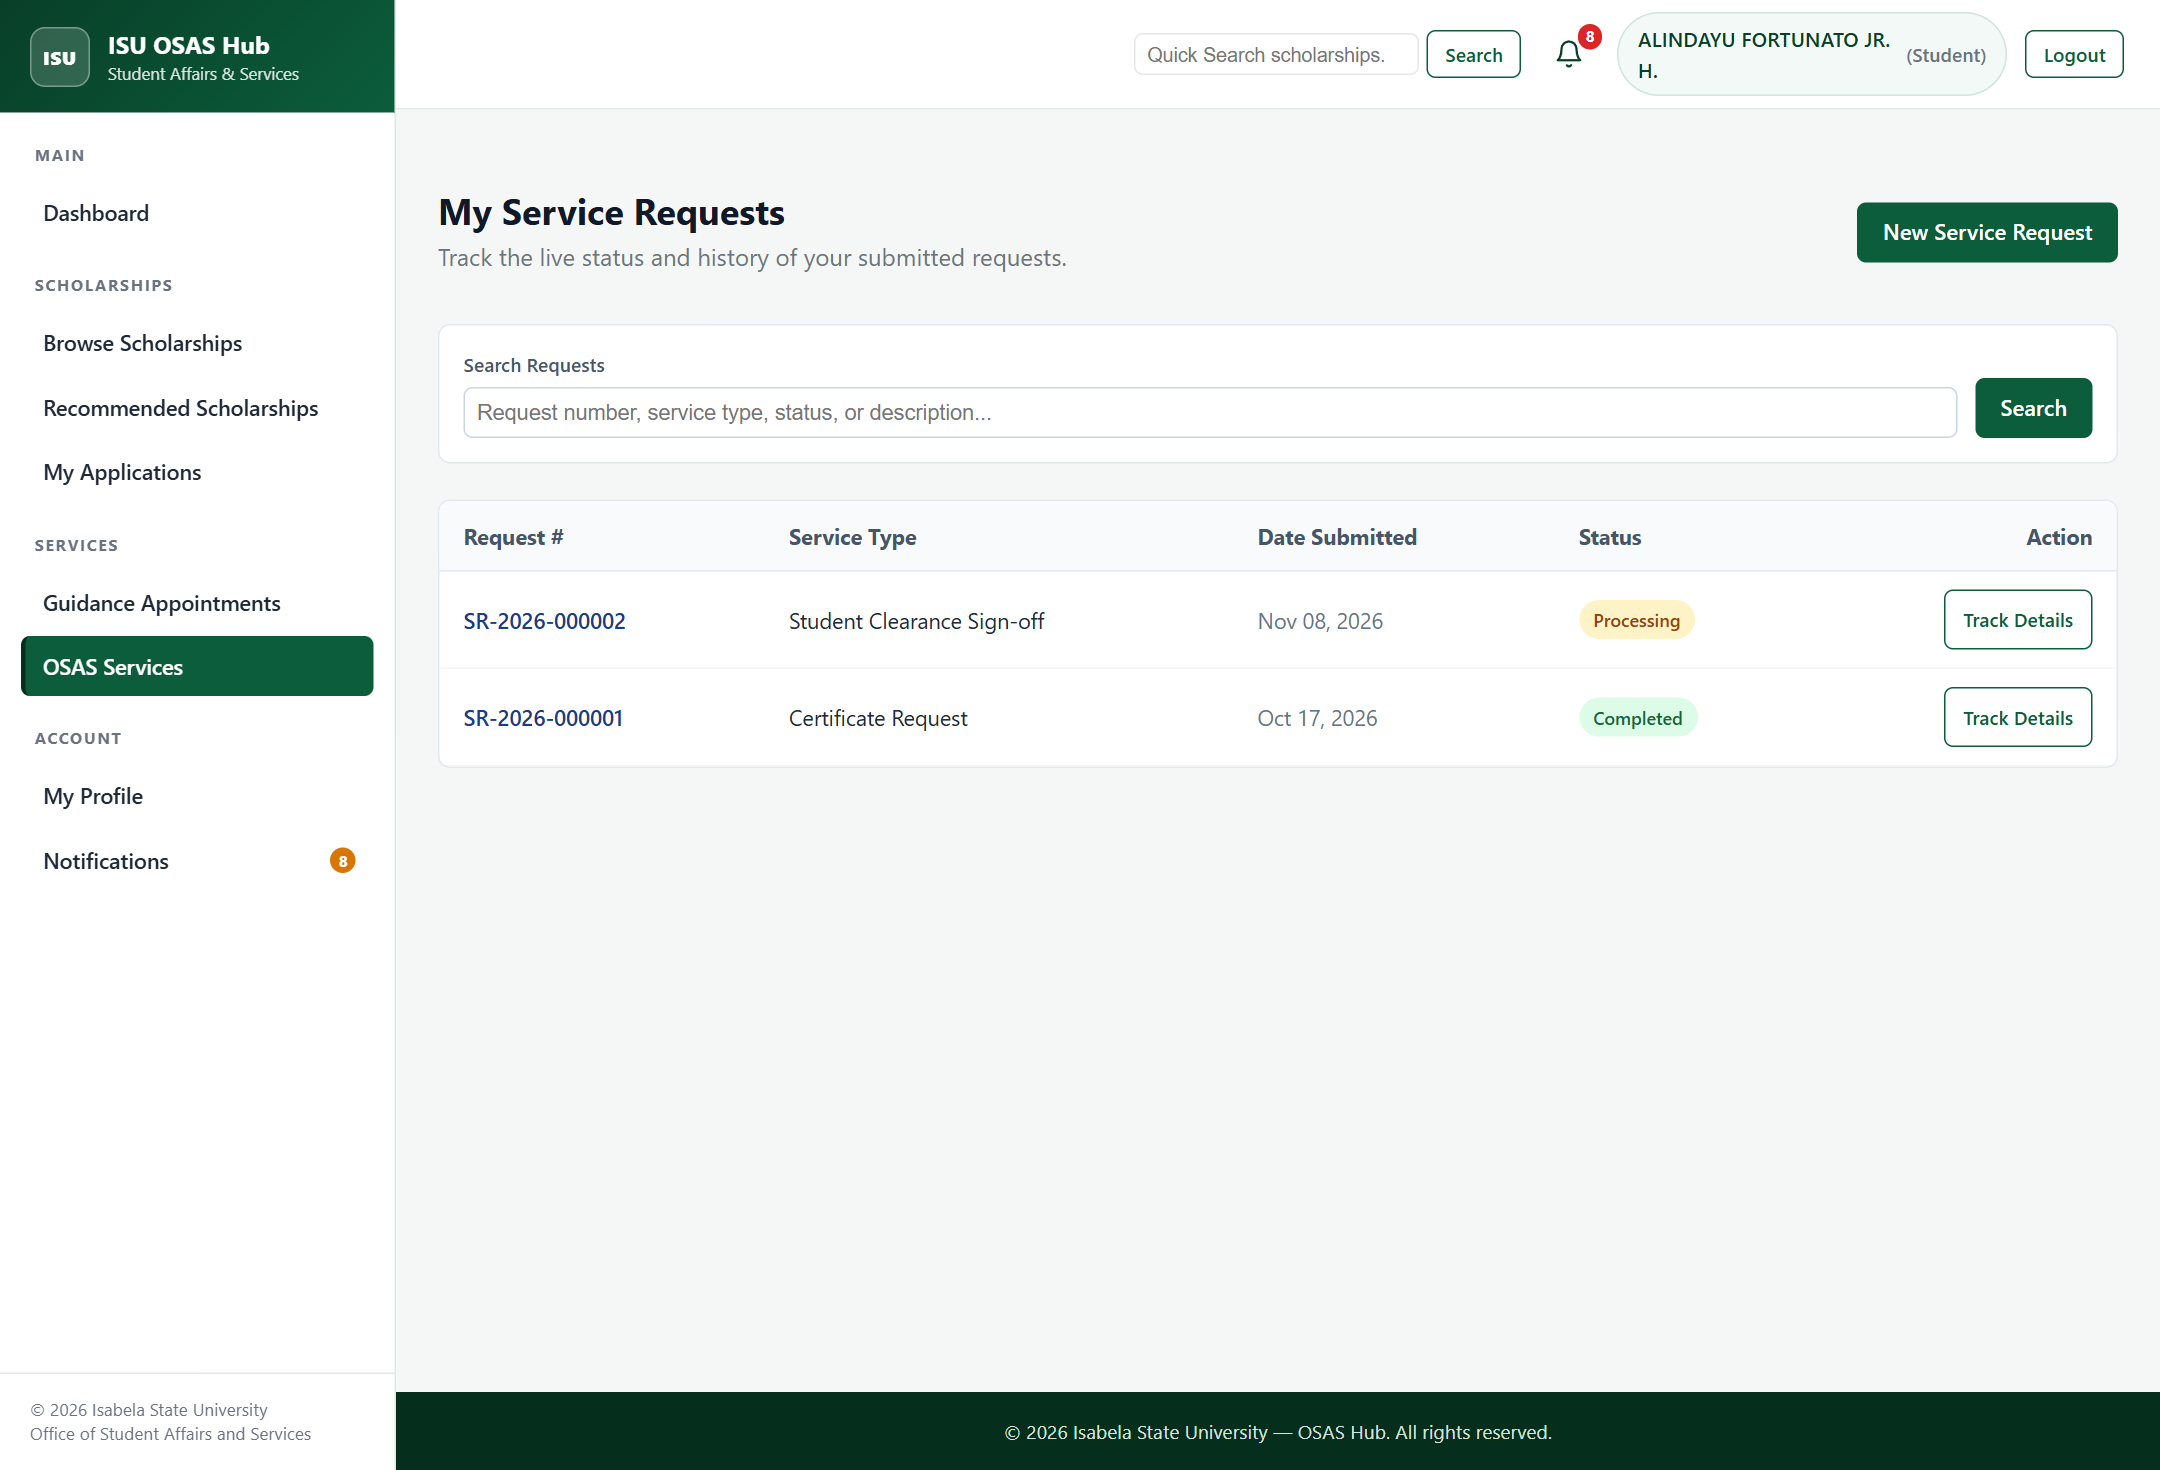 ISU
ISU OSAS Hub
Student Affairs & Services
Quick Search scholarships.
Search
8
ALINDAYU FORTUNATO JR.
H.
(Student)
Logout
MAIN
Dashboard
SCHOLARSHIPS
Browse Scholarships
Recommended Scholarships
My Applications
SERVICES
Guidance Appointments
OSAS Services
ACCOUNT
My Profile
Notifications 8
© 2026 Isabela State University
Office of Student Affairs and Services
My Service Requests
Track the live status and history of your submitted requests.
New Service Request
Search Requests
Request number, service type, status, or description...
Search
Request # Service Type Date Submitted Status Action
SR-2026-000002 Student Clearance Sign-off Nov 08, 2026 Processing Track Details
SR-2026-000001 Certificate Request Oct 17, 2026 Completed Track Details
© 2026 Isabela State University — OSAS Hub. All rights reserved.